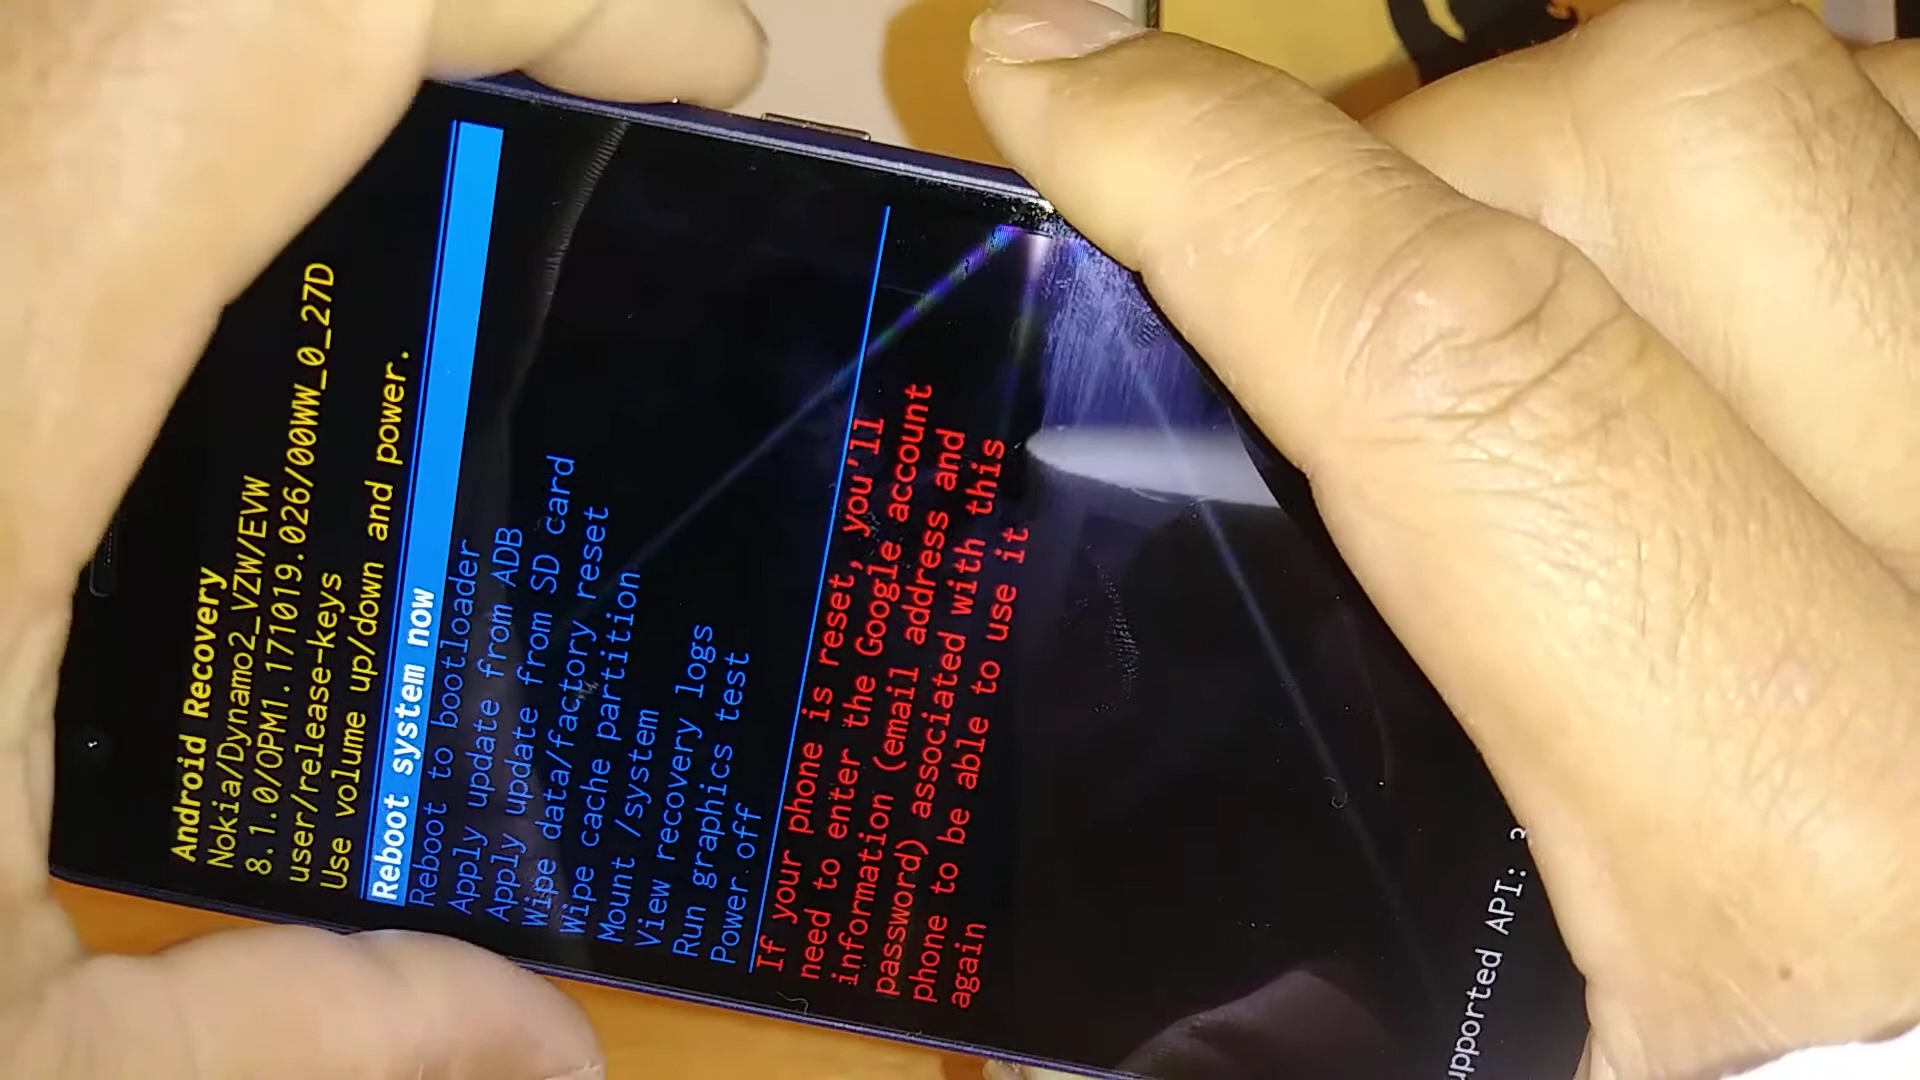 Android Recovery
Nokia/Dynamo2_VZW/EVW
8.1.0/OPM1.171019.026/00WW_0_27D
user/release-keys
Use volume up/down and power.
Reboot system now
Reboot to bootloader
Apply update from ADB
Apply update from SD card
Wipe data/factory reset
Wipe cache partition
Mount /system
View recovery logs
Run graphics test
Power off
If your phone is reset, you'll
need to enter the Google account
information (email address and
password) associated with this
phone to be able to use it
again
upported API: 3